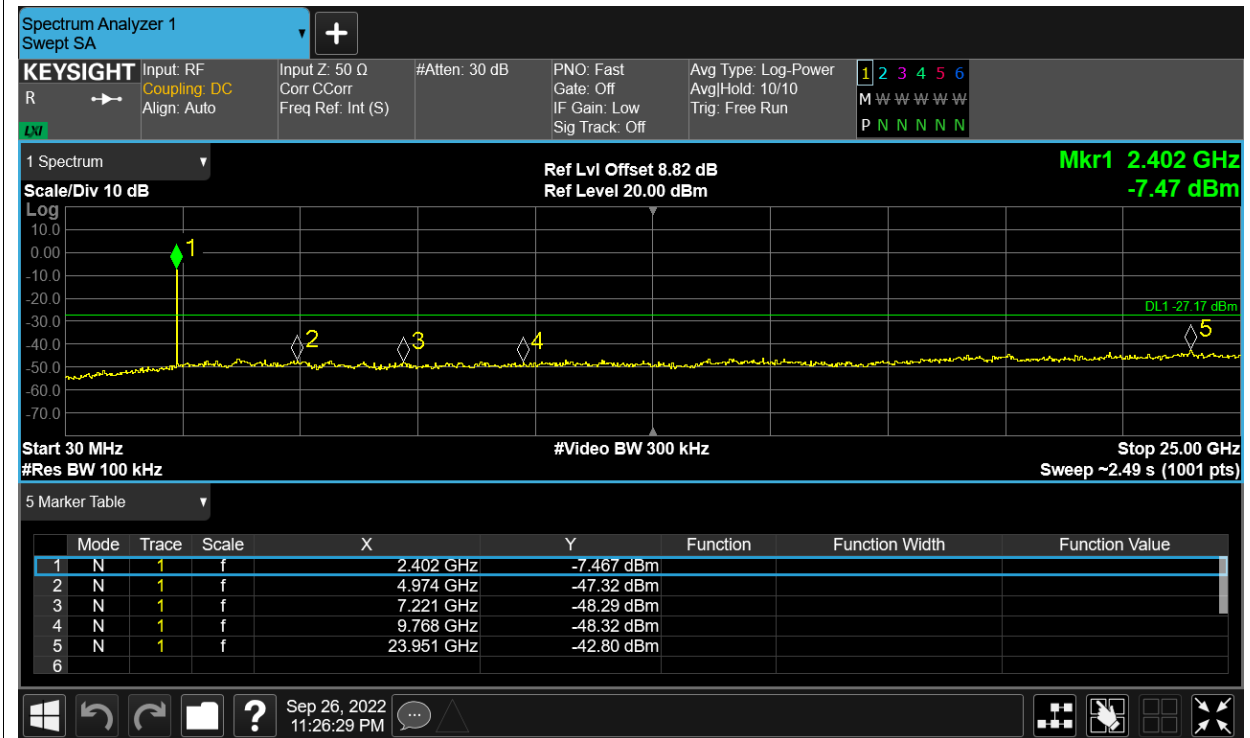 Spectrum Analyzer 1
Swept SA
KEYSIGHT
R
LXI
Input: RF
Coupling: DC
Align: Auto
Input Z: 50 Ω
Corr CCorr
Freq Ref: Int (S)
#Atten: 30 dB
PNO: Fast
Gate: Off
IF Gain: Low
Sig Track: Off
Avg Type: Log-Power
Avg|Hold: 10/10
Trig: Free Run
1 2 3 4 5 6
M W W W W W
P N N N N N
1 Spectrum
Scale/Div 10 dB
Ref Lvl Offset 8.82 dB
Ref Level 20.00 dBm
Mkr1 2.402 GHz
-7.47 dBm
Log
10.0
0.00
-10.0
-20.0
-30.0
-40.0
-50.0
-60.0
-70.0
1
2
3
4
5
DL1 -27.17 dBm
Start 30 MHz
#Res BW 100 kHz
#Video BW 300 kHz
Stop 25.00 GHz
Sweep ~2.49 s (1001 pts)
5 Marker Table
Mode Trace Scale X Y Function Function Width Function Value
1 N 1 f 2.402 GHz -7.467 dBm
2 N 1 f 4.974 GHz -47.32 dBm
3 N 1 f 7.221 GHz -48.29 dBm
4 N 1 f 9.768 GHz -48.32 dBm
5 N 1 f 23.951 GHz -42.80 dBm
6
?
Sep 26, 2022
11:26:29 PM